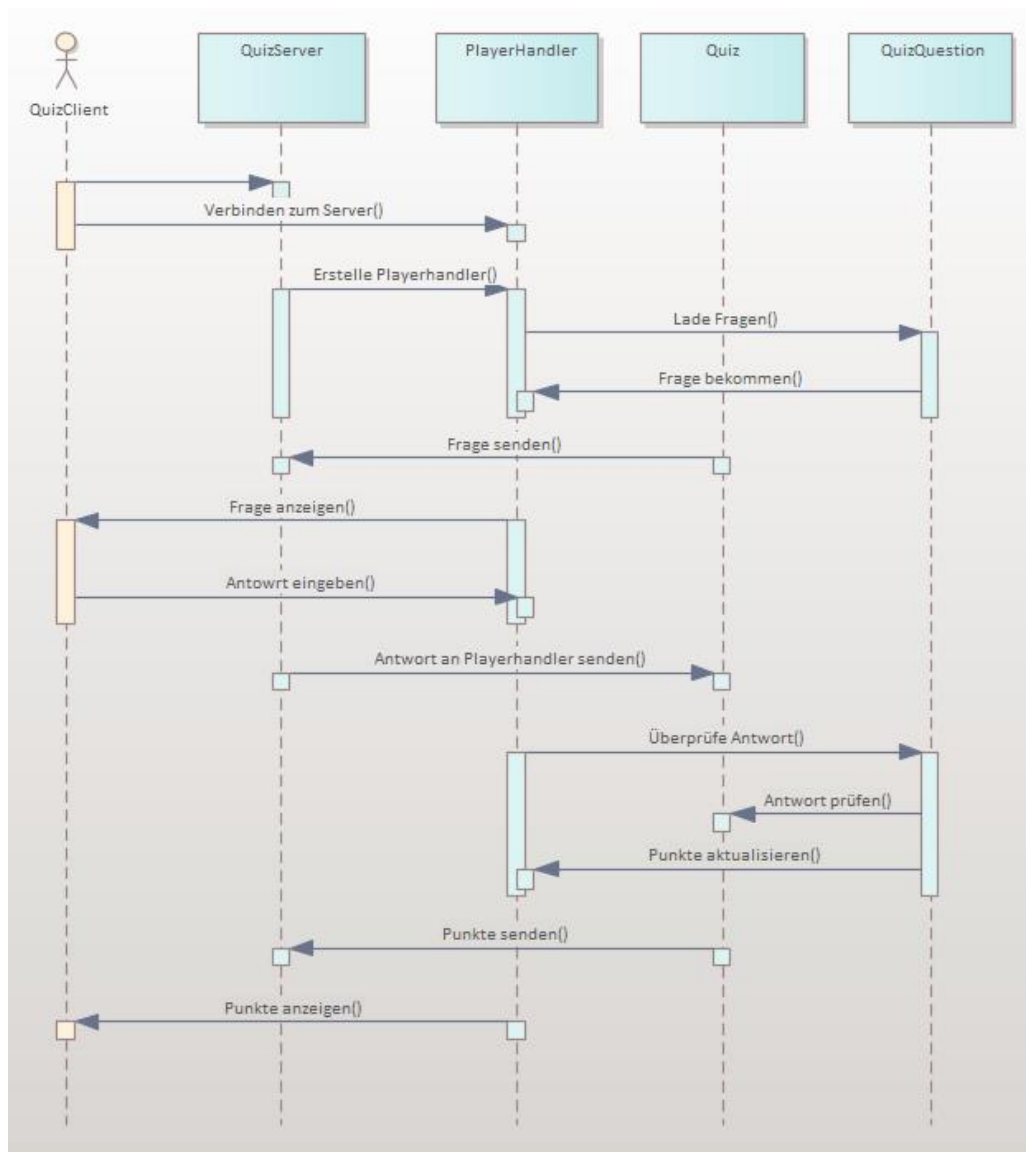 QuizServer
PlayerHandler
Quiz
QuizQuestion
QuizClient
Verbinden zum Server()
Erstelle Playerhandler()
Lade Fragen()
Frage bekommen()
Frage senden()
Frage anzeigen()
Antowrt eingeben()
Antwort an Playerhandler senden()
Überprüfe Antwort()
Antwort prüfen()
Punkte aktualisieren()
Punkte senden()
Punkte anzeigen()